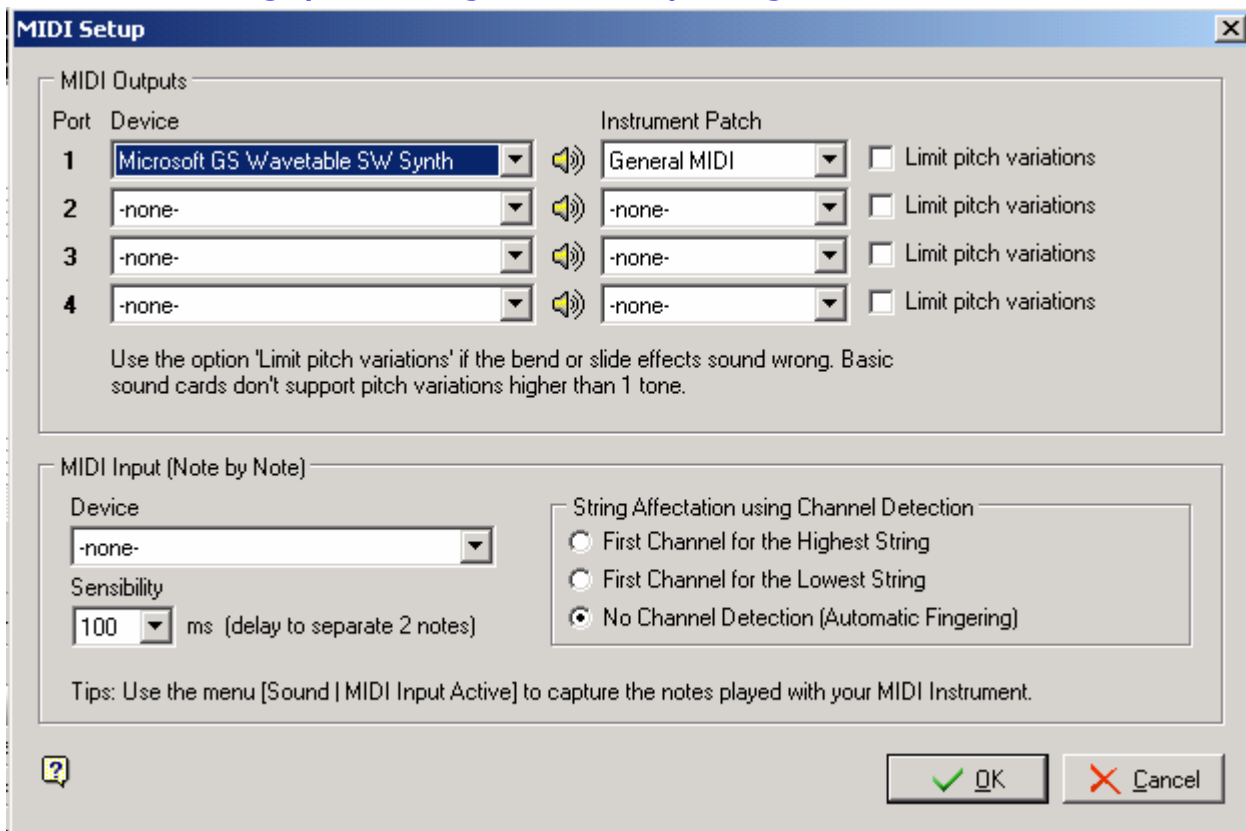 MIDI Setup
MIDI Outputs
Port Device Instrument Patch
1 Microsoft GS Wavetable SW Synth General MIDI Limit pitch variations
2 -none- -none- Limit pitch variations
3 -none- -none- Limit pitch variations
4 -none- -none- Limit pitch variations
Use the option 'Limit pitch variations' if the bend or slide effects sound wrong. Basic
sound cards don't support pitch variations higher than 1 tone.
MIDI Input (Note by Note)
Device
-none-
Sensibility
100 ms (delay to separate 2 notes)
String Affectation using Channel Detection
First Channel for the Highest String
First Channel for the Lowest String
No Channel Detection (Automatic Fingering)
Tips: Use the menu [Sound | MIDI Input Active] to capture the notes played with your MIDI Instrument.
OK Cancel